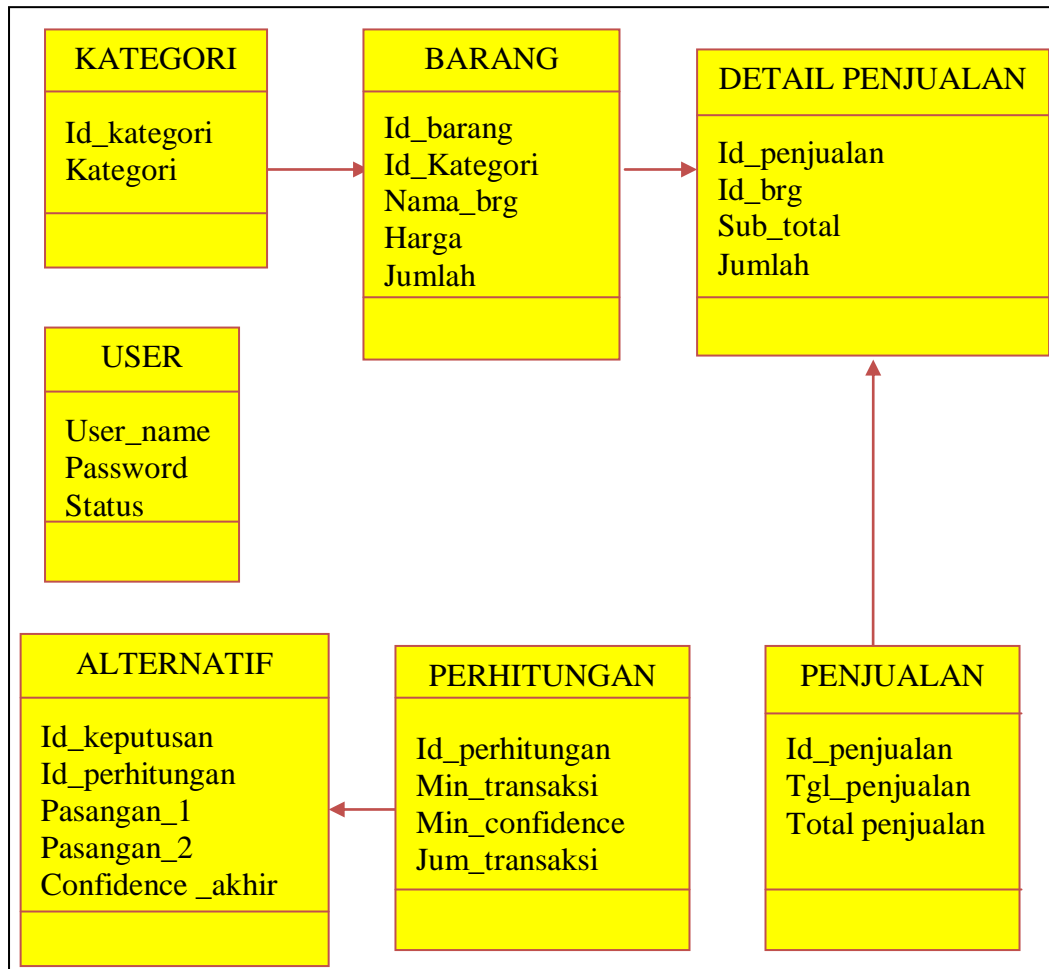 KATEGORI
Id_kategori
Kategori
BARANG
Id_barang
Id_Kategori
Nama_brg
Harga
Jumlah
DETAIL PENJUALAN
Id_penjualan
Id_brg
Sub_total
Jumlah
USER
User_name
Password
Status
ALTERNATIF
Id_keputusan
Id_perhitungan
Pasangan_1
Pasangan_2
Confidence _akhir
PERHITUNGAN
Id_perhitungan
Min_transaksi
Min_confidence
Jum_transaksi
PENJUALAN
Id_penjualan
Tgl_penjualan
Total penjualan